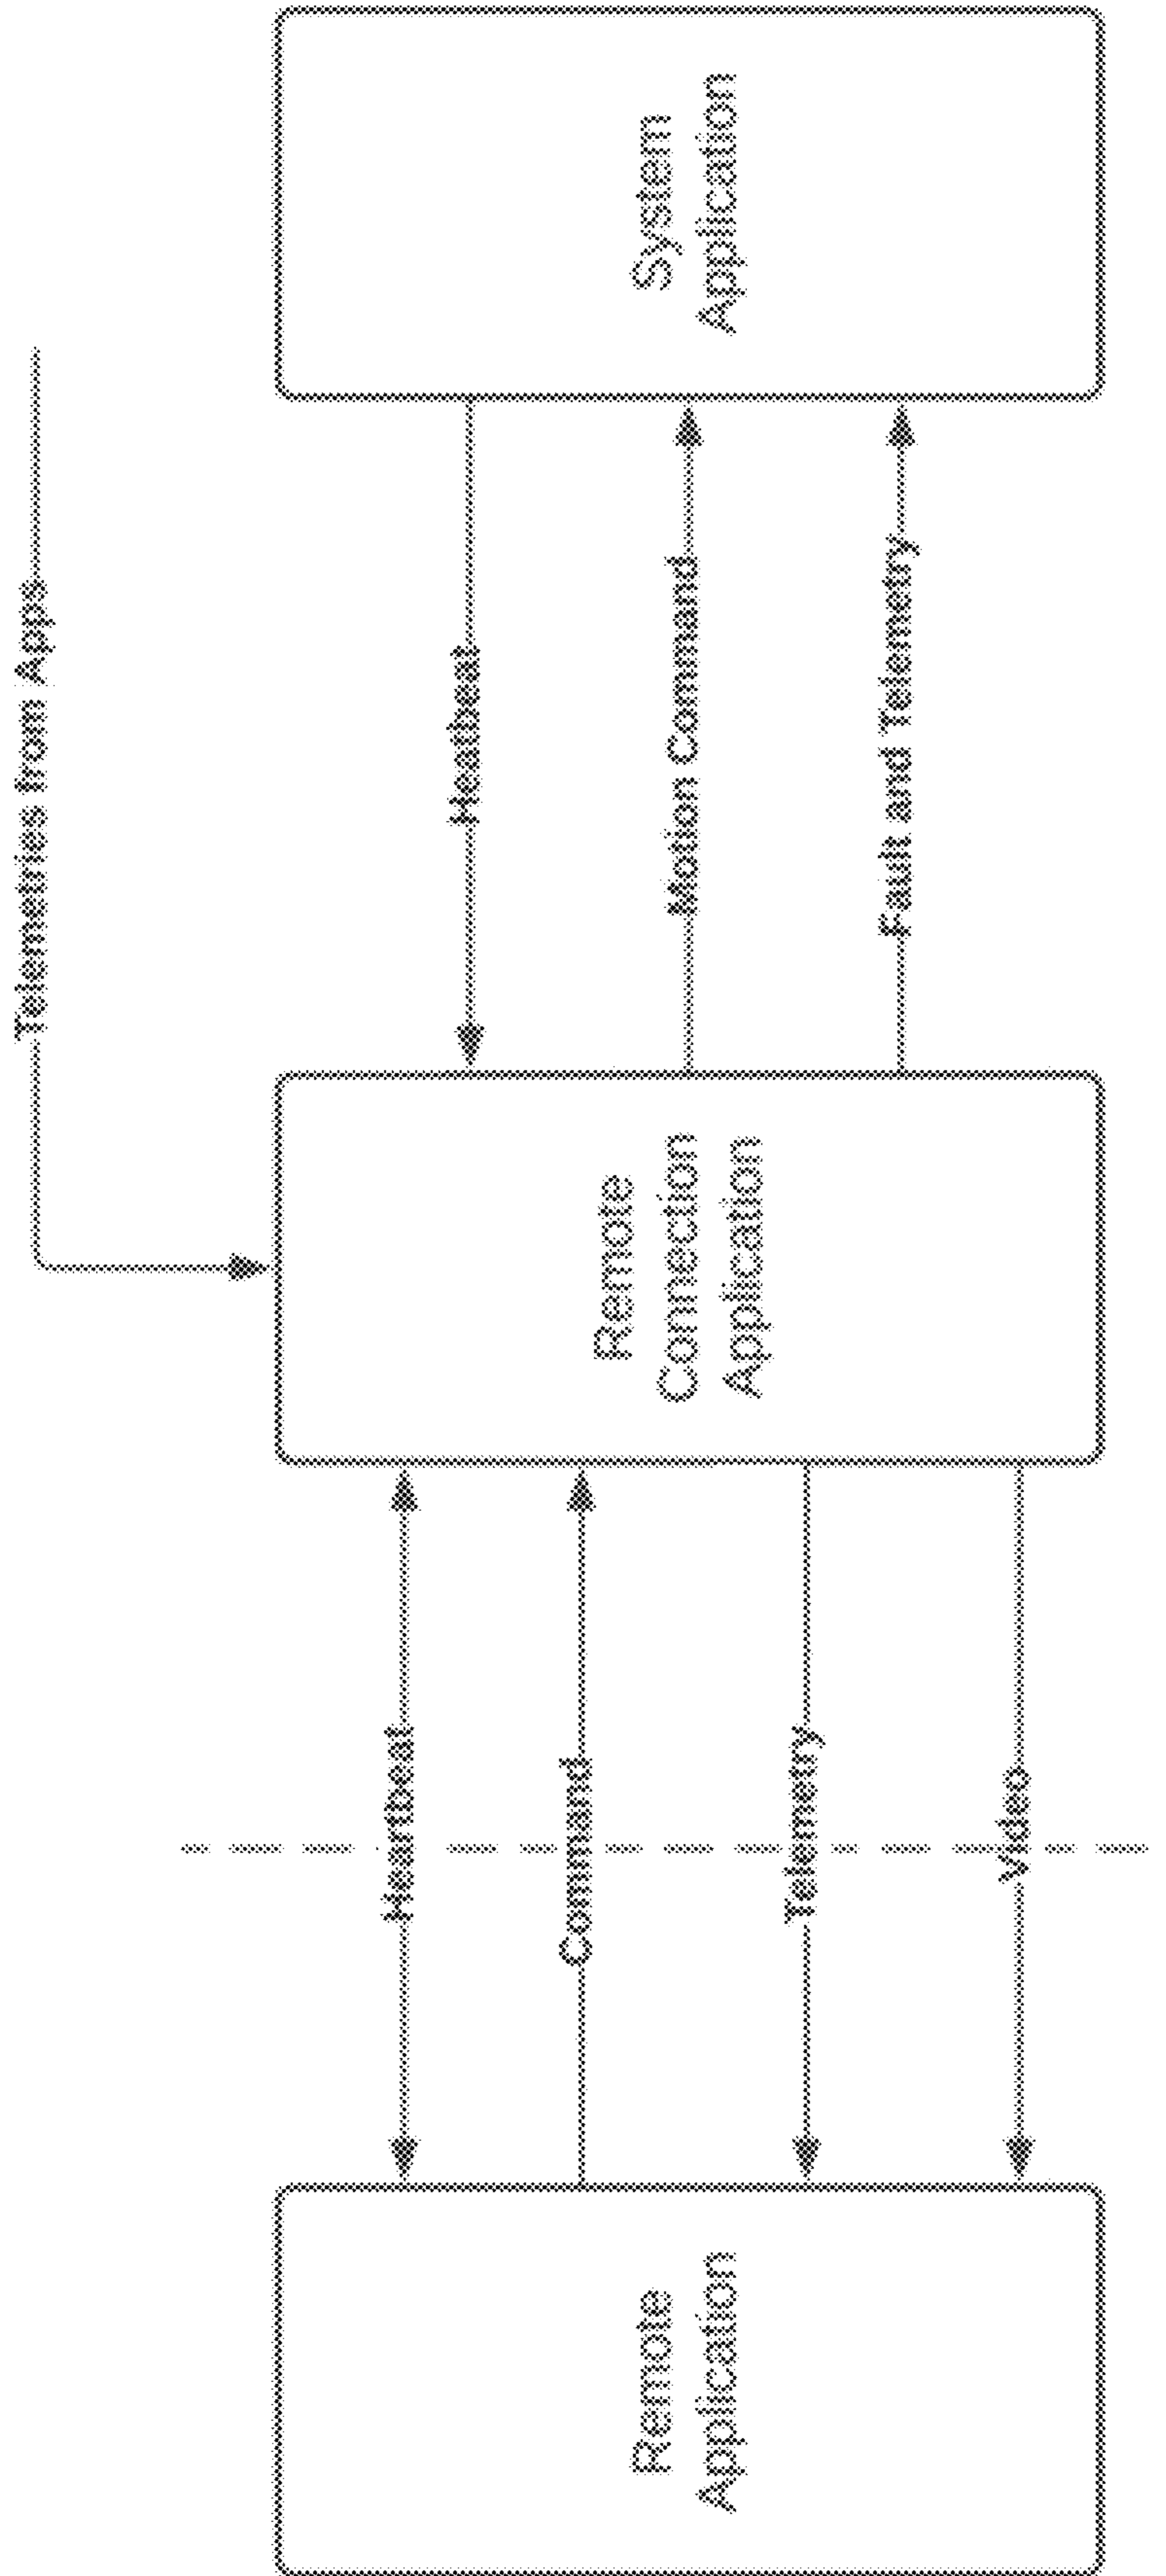 Telemetries from Apps
Remote
Application
Heartbeat
Command
Telemetry
Video
Remote
Connection
Application
Heatbeat
Motion Command
Fault and Telemetry
System
Application